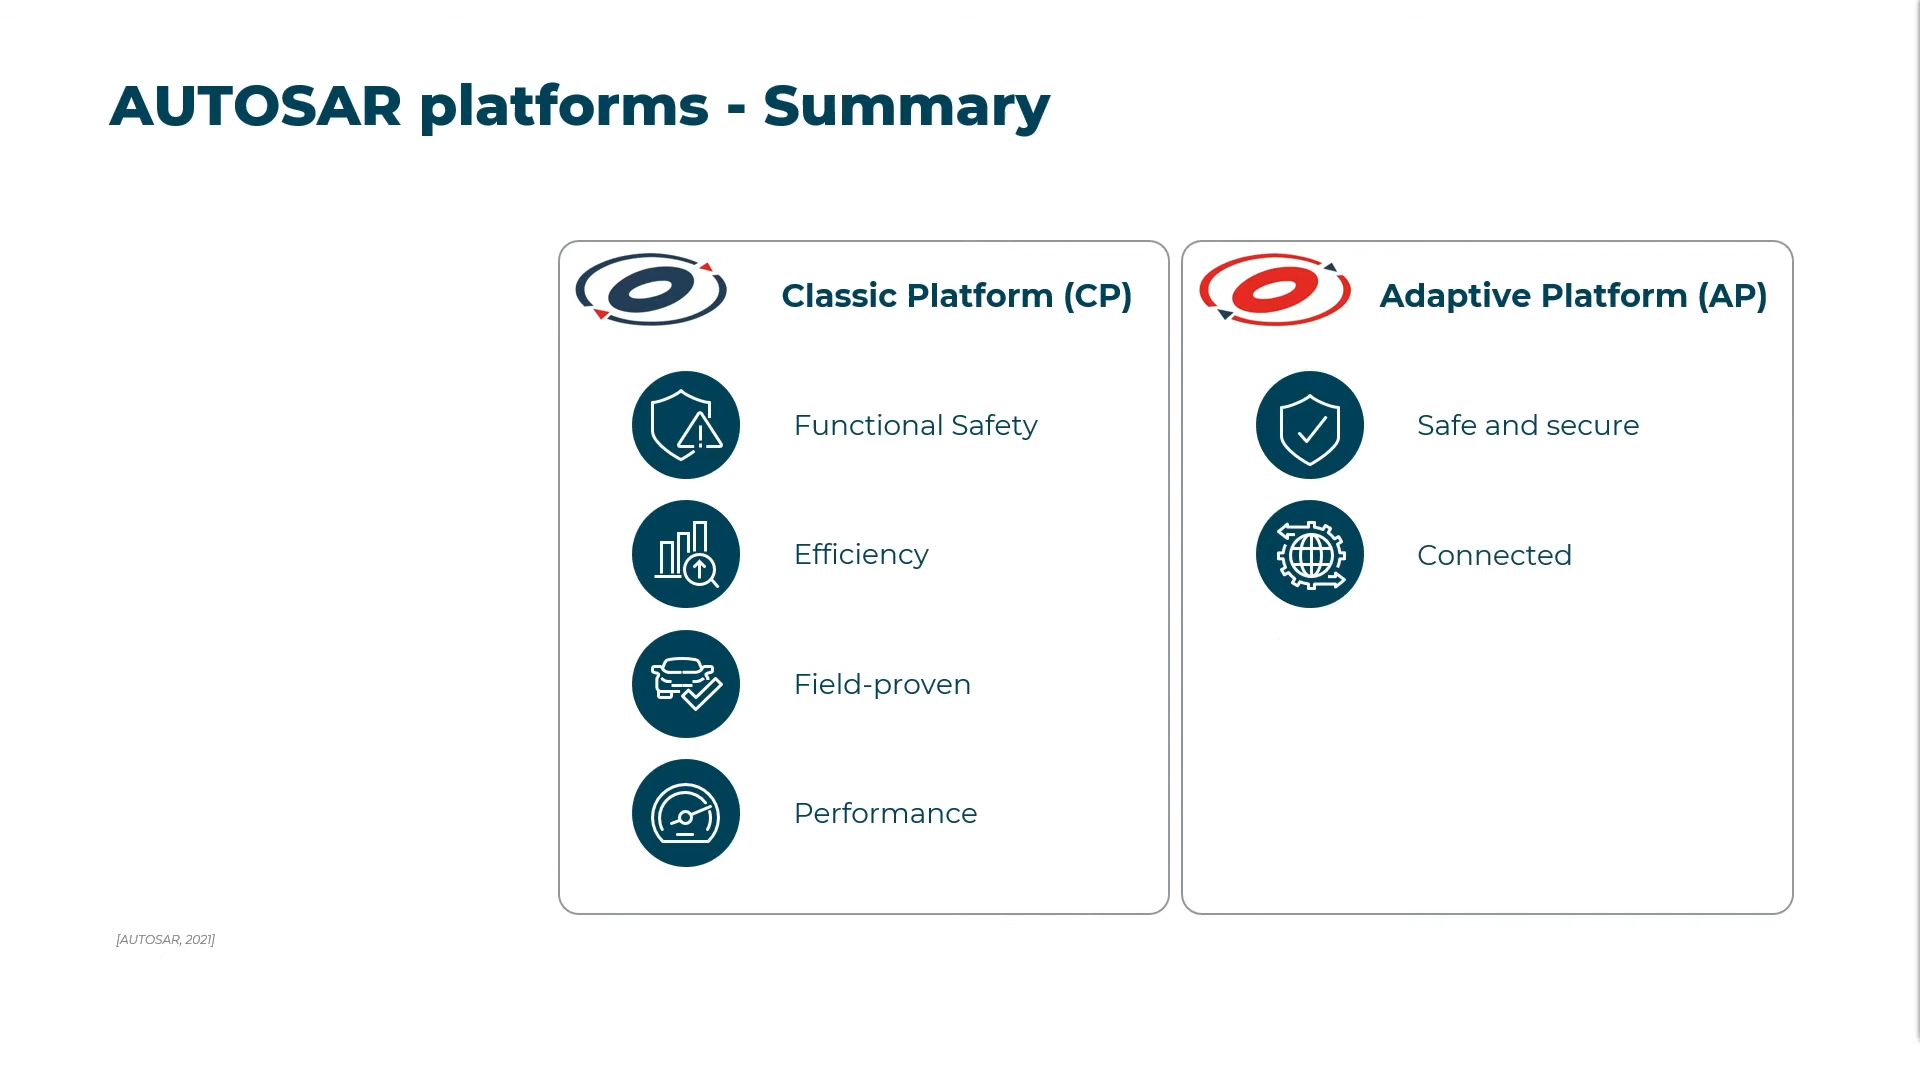 AUTOSAR platforms - Summary
Classic Platform (CP)
Functional Safety
Efficiency
Field-proven
Performance
Adaptive Platform (AP)
Safe and secure
Connected
[AUTOSAR, 2021]